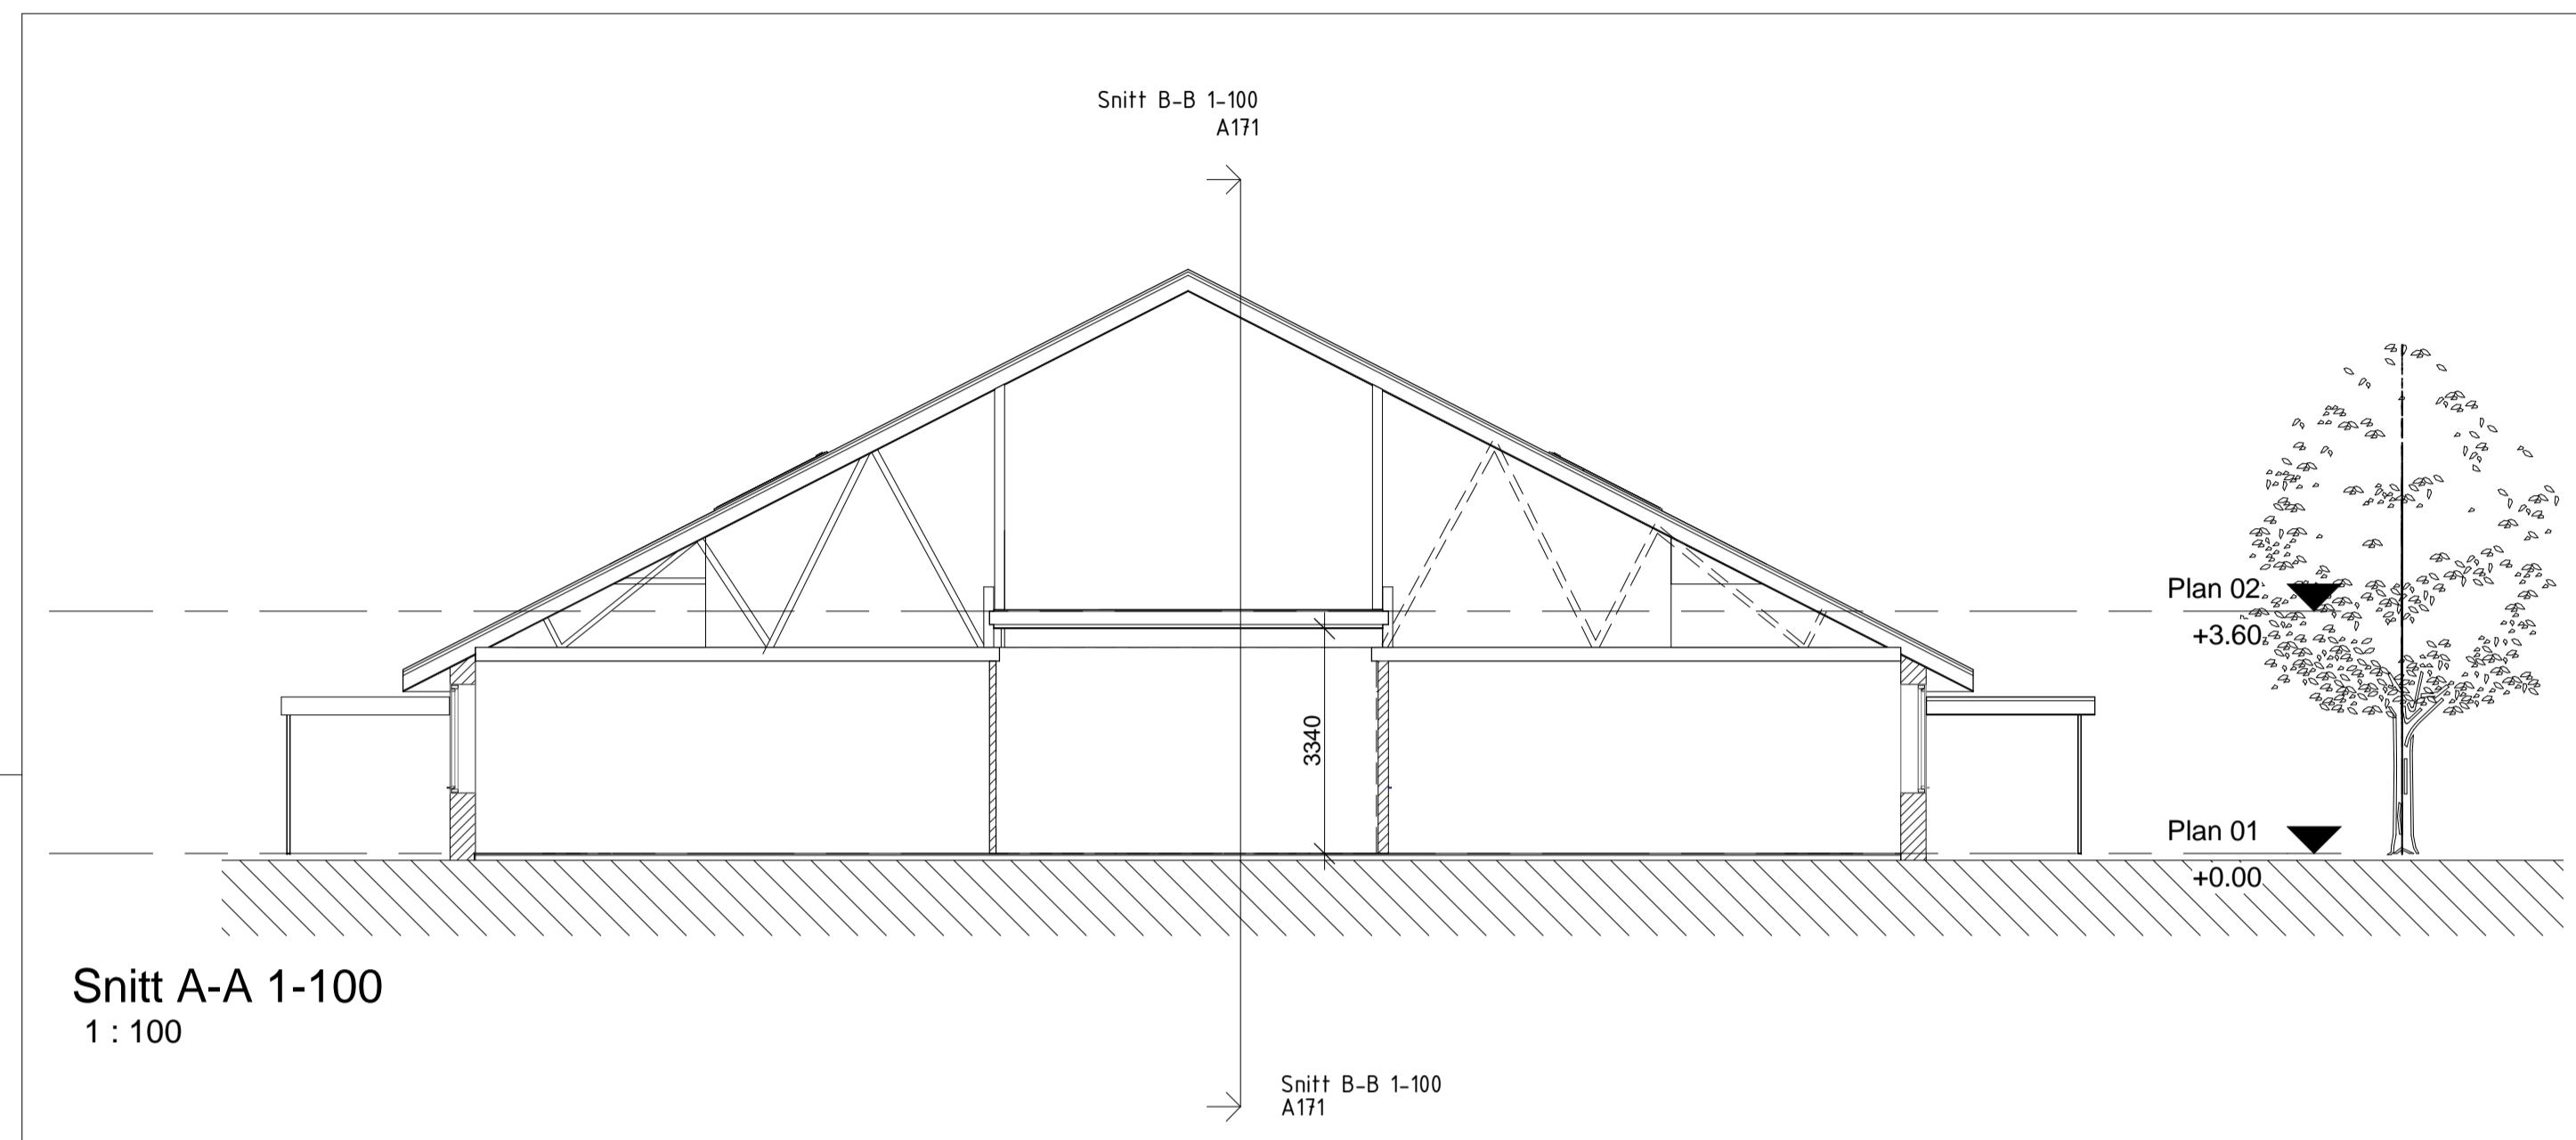 Snitt B-B 1-100
A171
Plan 02
+3.60
3340
Plan 01
+0.00
Snitt A-A 1-100
1 : 100
Snitt B-B 1-100
A171